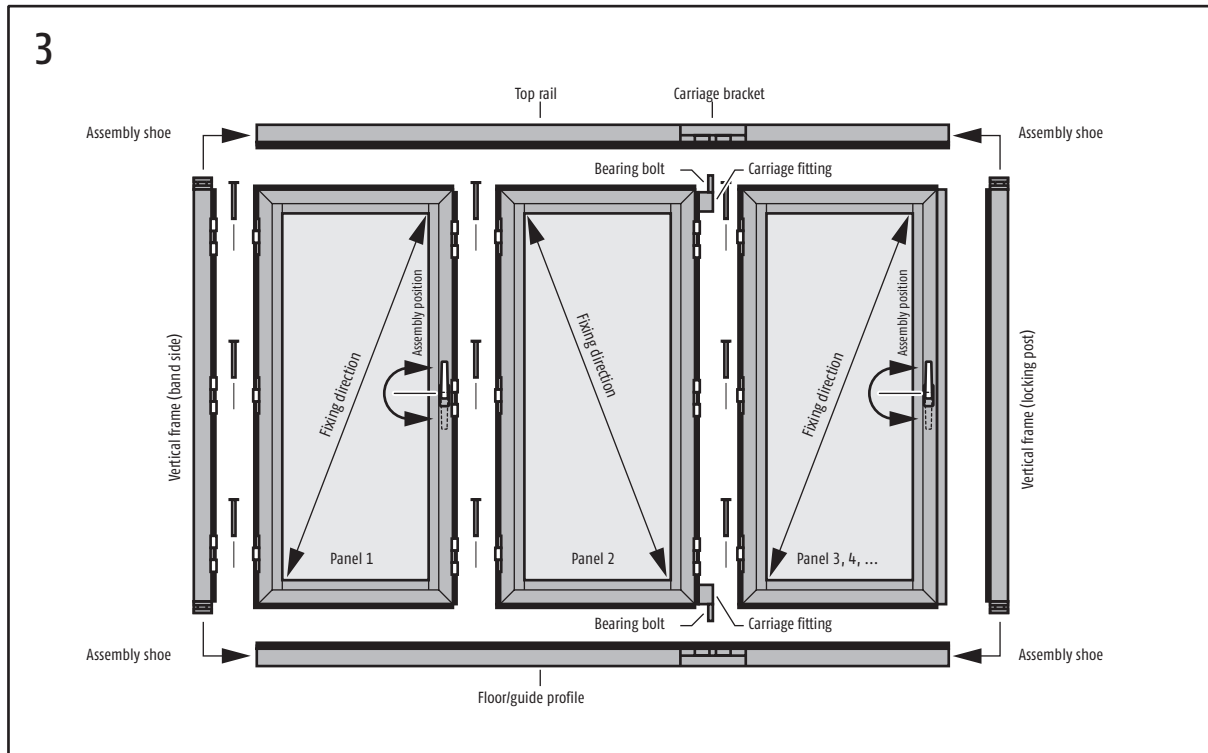 3
Top rail
Carriage bracket
Assembly shoe
Assembly shoe
Bearing bolt
Carriage fitting
Vertical frame (band side)
Fixing direction
Assembly position
Panel 1
Fixing direction
Panel 2
Fixing direction
Assembly position
Panel 3, 4, ...
Vertical frame (locking post)
Bearing bolt
Carriage fitting
Assembly shoe
Assembly shoe
Floor/guide profile